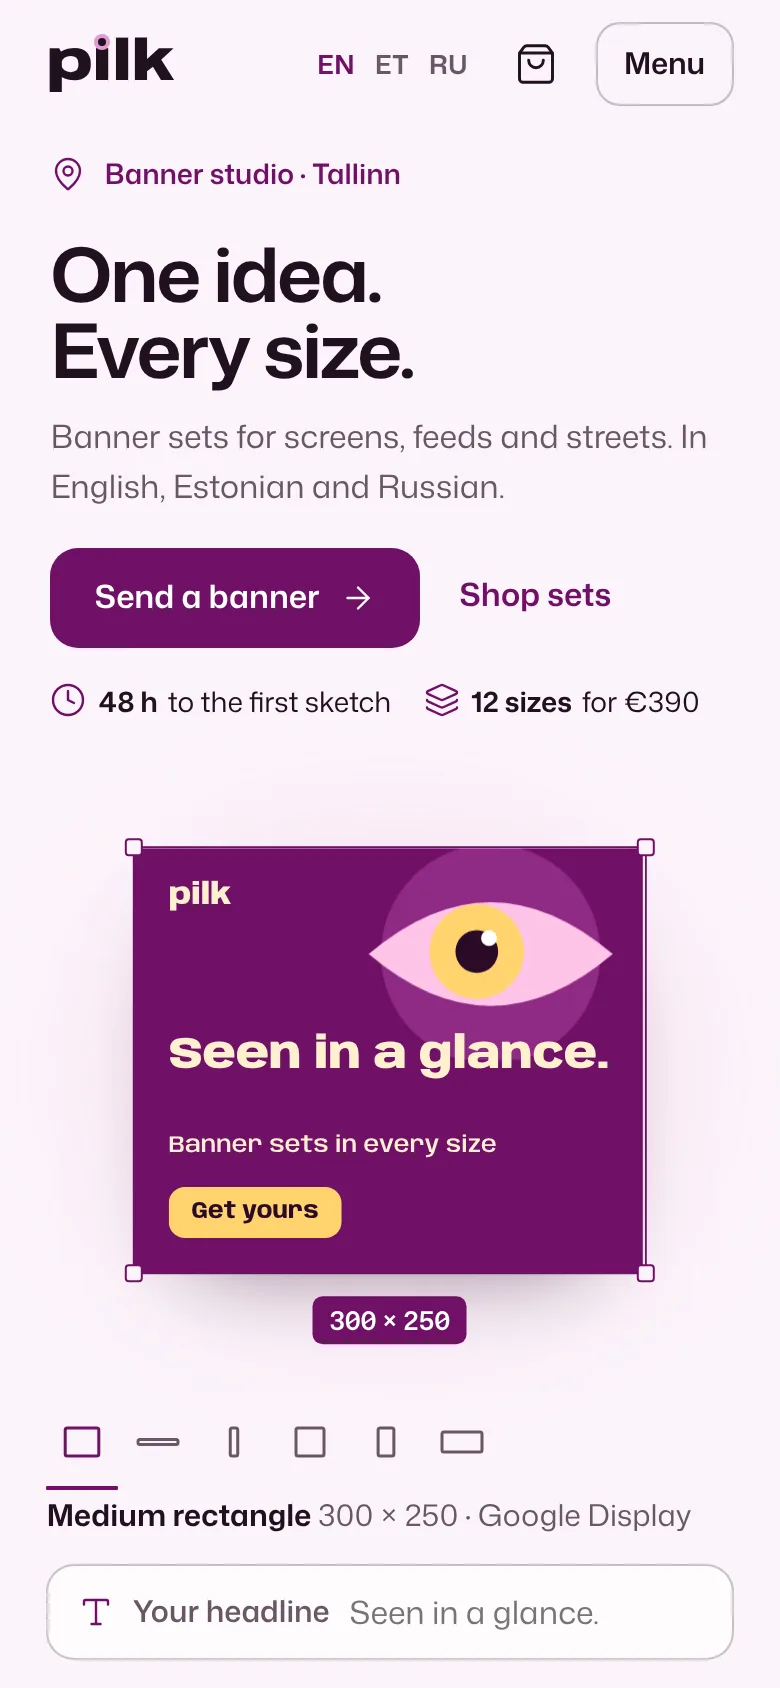 pilk
EN ET RU
Menu
Banner studio · Tallinn
One idea.
Every size.
Banner sets for screens, feeds and streets. In
English, Estonian and Russian.
Send a banner → Shop sets
48 h to the first sketch 12 sizes for €390
pilk
Seen in a glance.
Banner sets in every size
Get yours
300 × 250
Medium rectangle 300 × 250 · Google Display
Your headline Seen in a glance.